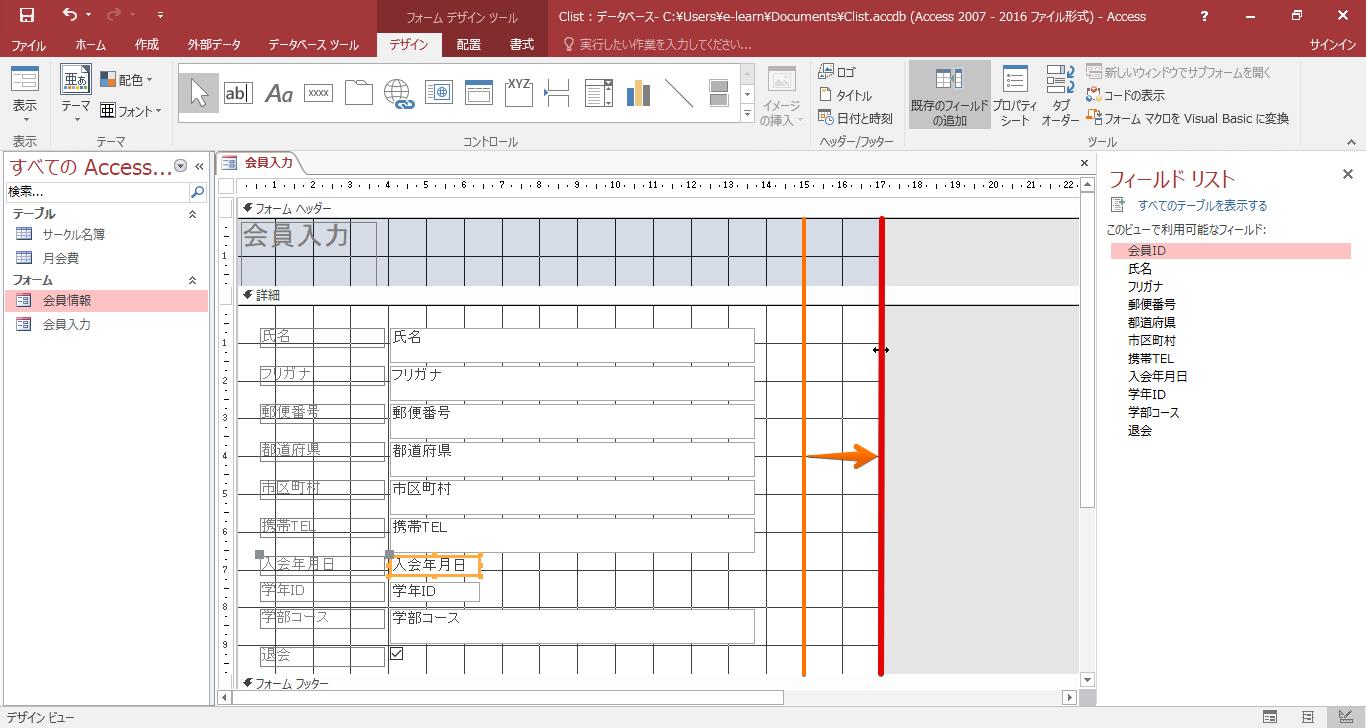 フォーム デザイン ツール
Clist : データベース- C:¥Users¥e-learn¥Documents¥Clist.accdb (Access 2007 - 2016 ファイル形式) - Access
?
ファイル ホーム 作成 外部データ データベース ツール デザイン 配置 書式 実行したい作業を入力してください... サインイン
表示
表示
亜あ
テーマ
配色
フォント
テーマ
ab|
Aa
xxxx
XYZ
コントロール
イメージ
の挿入
ロゴ
タイトル
日付と時刻
ヘッダー/フッター
既存のフィールド
の追加
プロパティ
シート
タブ
オーダー
新しいウィンドウでサブフォームを開く
コードの表示
フォーム マクロを Visual Basic に変換
ツール
すべての Access...
検索...
テーブル
サークル名簿
月会費
フォーム
会員情報
会員入力
会員入力
1 2 3 4 5 6 7 8 9 10 11 12 13 14 15 16 17 18 19 20 21 22
フォーム ヘッダー
会員入力
1
詳細
氏名 氏名
1
フリガナ フリガナ
2
郵便番号 郵便番号
3
都道府県 都道府県
4
市区町村 市区町村
5
携帯TEL 携帯TEL
6
入会年月日 入会年月日
7
学年ID 学年ID
8
学部コース 学部コース
9
退会
フォーム フッター
フィールド リスト
すべてのテーブルを表示する
このビューで利用可能なフィールド:
会員ID
氏名
フリガナ
郵便番号
都道府県
市区町村
携帯TEL
入会年月日
学年ID
学部コース
退会
デザイン ビュー